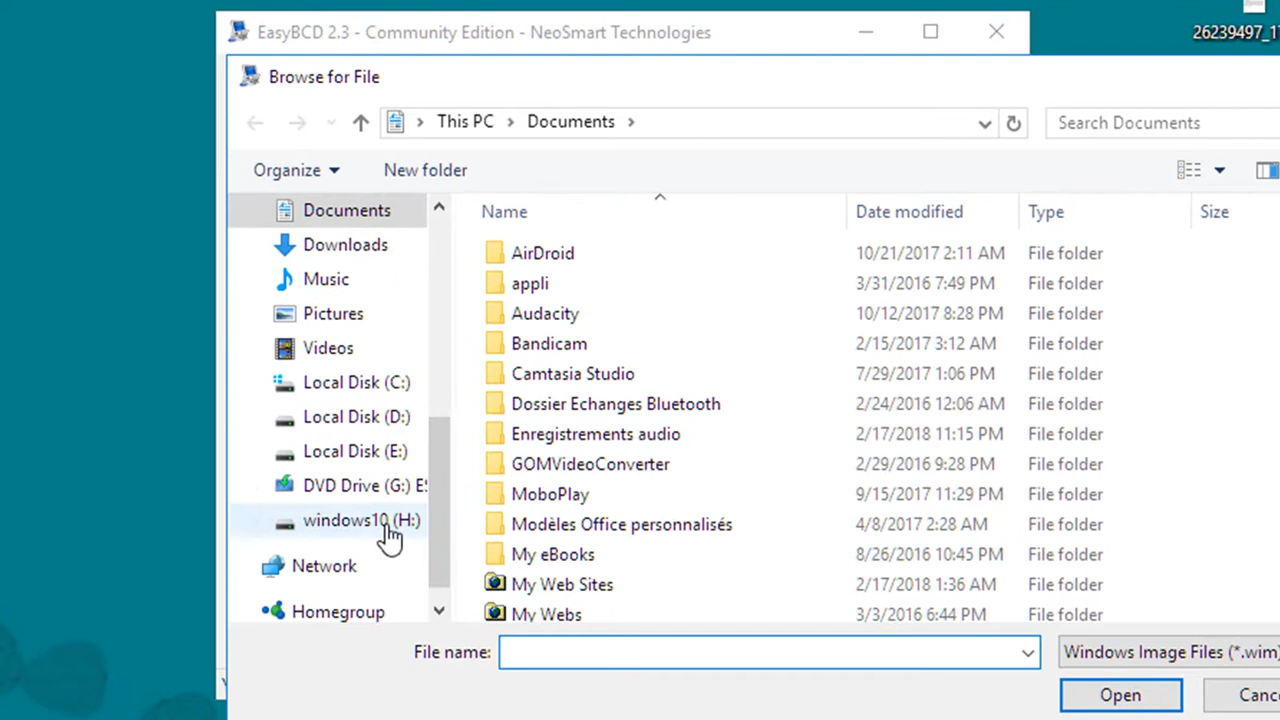 26239497_1
EasyBCD 2.3 - Community Edition - NeoSmart Technologies
Browse for File
This PC > Documents >
Search Documents
Organize
New folder
Name Date modified Type Size
Documents
Downloads
Music
Pictures
Videos
Local Disk (C:)
Local Disk (D:)
Local Disk (E:)
DVD Drive (G:) ES
windows10 (H:)
Network
Homegroup
AirDroid 10/21/2017 2:11 AM File folder
appli 3/31/2016 7:49 PM File folder
Audacity 10/12/2017 8:28 PM File folder
Bandicam 2/15/2017 3:12 AM File folder
Camtasia Studio 7/29/2017 1:06 PM File folder
Dossier Echanges Bluetooth 2/24/2016 12:06 AM File folder
Enregistrements audio 2/17/2018 11:15 PM File folder
GOMVideoConverter 2/29/2016 9:28 PM File folder
MoboPlay 9/15/2017 11:29 PM File folder
Modèles Office personnalisés 4/8/2017 2:28 AM File folder
My eBooks 8/26/2016 10:45 PM File folder
My Web Sites 2/17/2018 1:36 AM File folder
My Webs 3/3/2016 6:44 PM File folder
File name:
Windows Image Files (*.wim)
Open
Cance